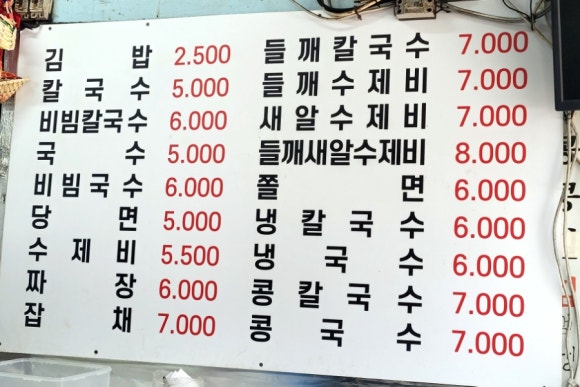 김 밥 2.500
칼 국 수 5.000
비빔칼국수 6.000
국 수 5.000
비 빔 국 수 6.000
당 면 5.000
수 제 비 5.500
짜 장 6.000
잡 채 7.000
들 깨 칼 국 수 7.000
들 깨 수 제 비 7.000
새 알 수 제 비 7.000
들깨새알수제비 8.000
쫄 면 6.000
냉 칼 국 수 6.000
냉 국 수 6.000
콩 칼 국 수 7.000
콩 국 수 7.000